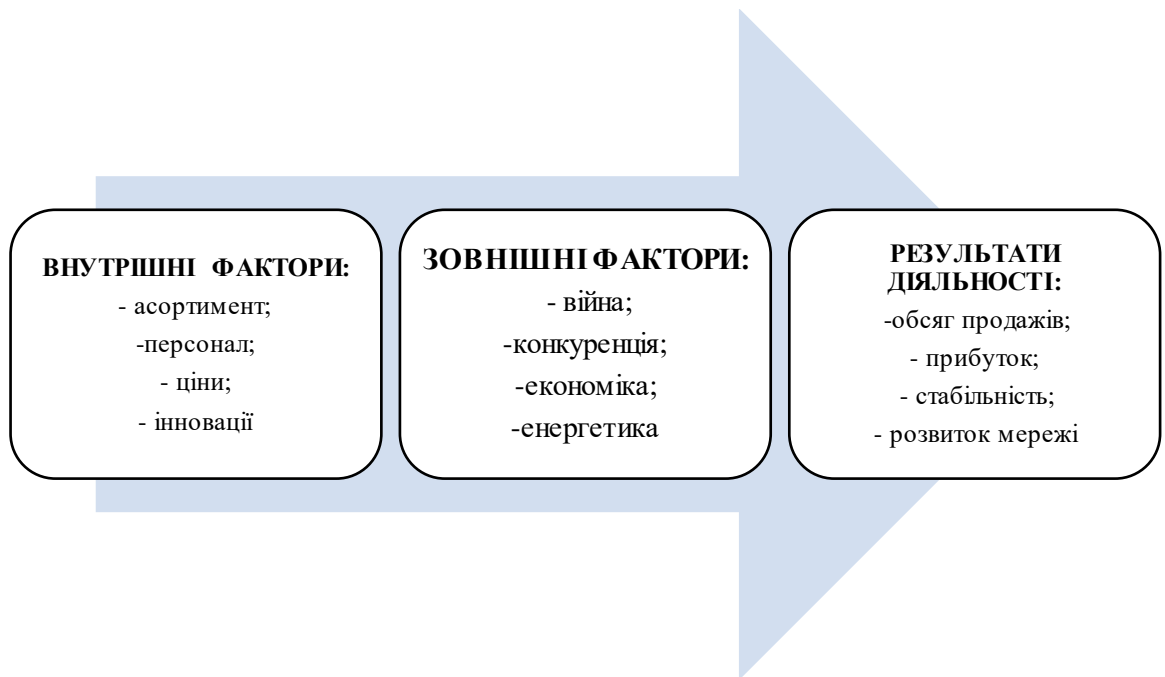 ВНУТРІШНІ ФАКТОРИ:
- асортимент;
-персонал;
- ціни;
- інновації
ЗОВНІШНІ ФАКТОРИ:
- війна;
-конкуренція;
-економіка;
-енергетика
РЕЗУЛЬТАТИ
ДІЯЛЬНОСТІ:
-обсяг продажів;
- прибуток;
- стабільність;
- розвиток мережі